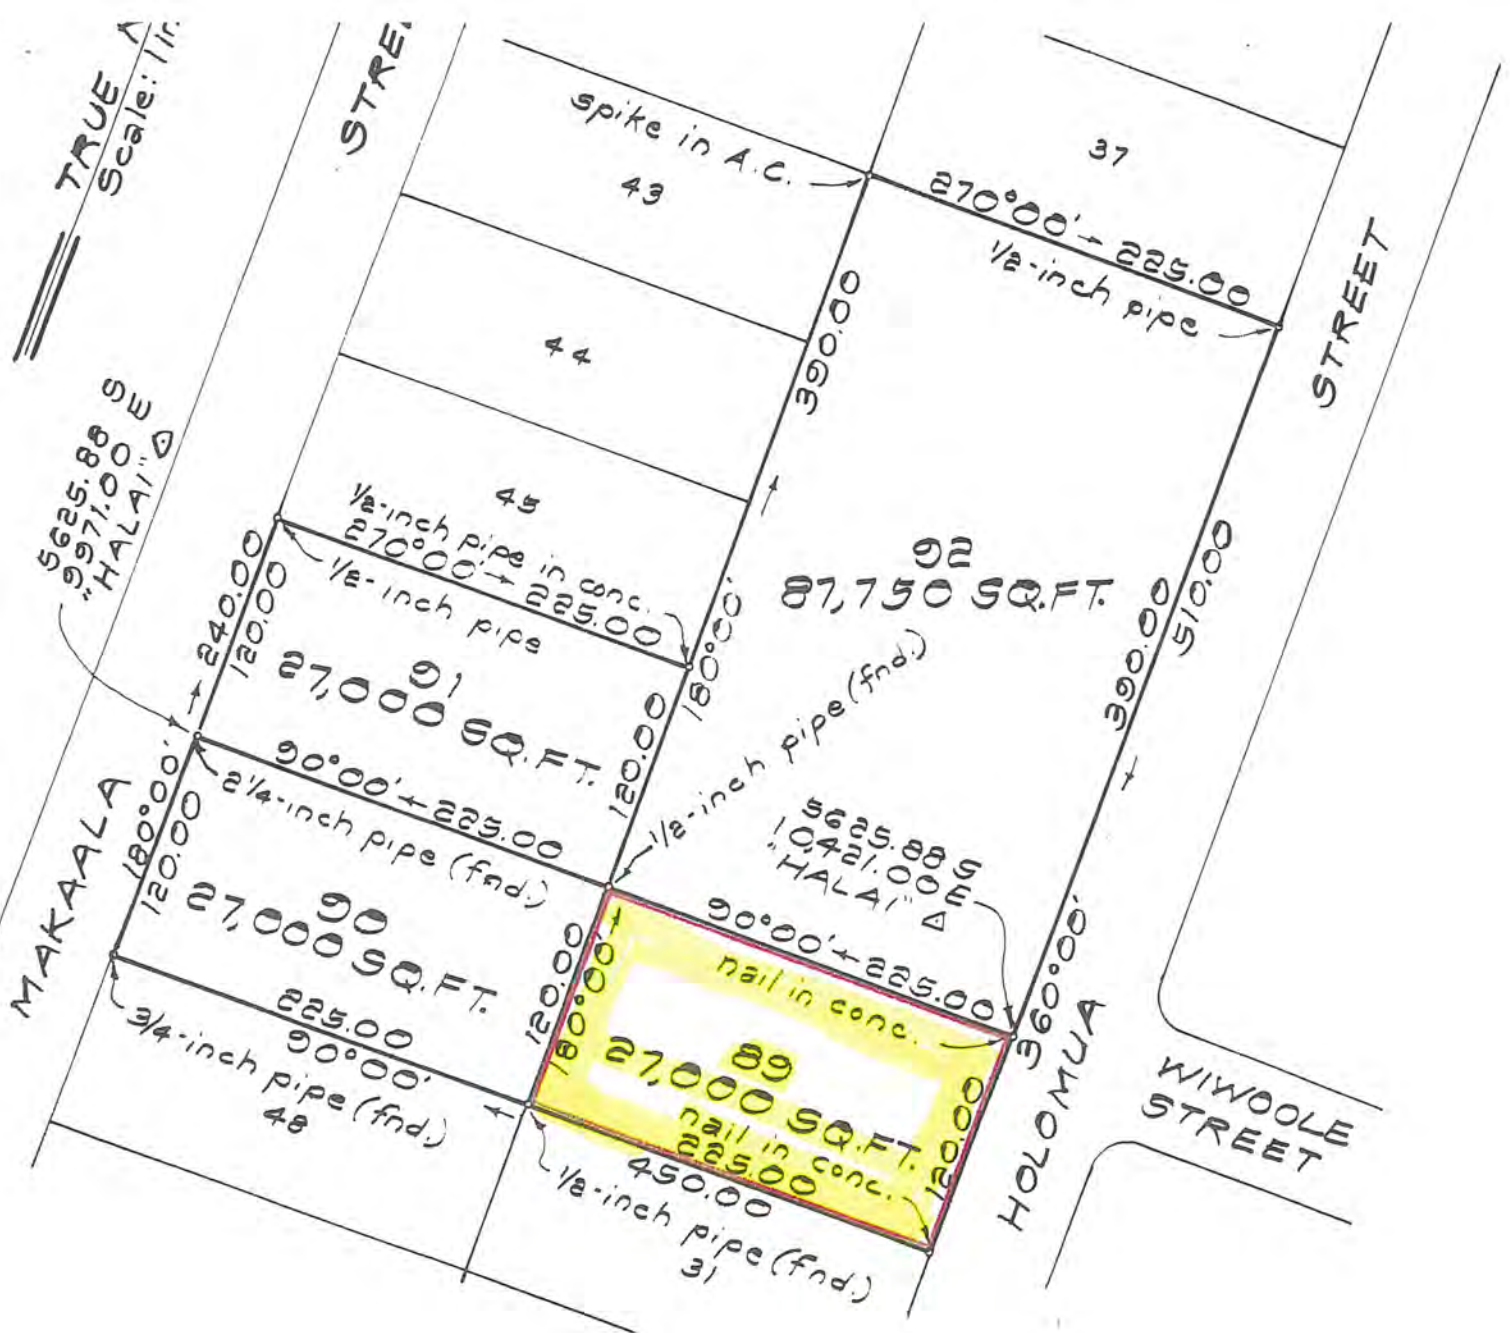 TRUE
Scale: 1 in
STREE
spike in A.C.
43
37
270°00' 225.00
1/2-inch pipe
STREET
44
390.00
5625.88 S
9971.00 E
"HALAI" △
45
1/2-inch pipe in conc.
270°00' 225.00
1/2-inch pipe
240.00
120.00
91
27,000 SQ.FT.
180°00'
120.00
92
87,750 SQ.FT.
1/2-inch pipe (fnd.)
390.00
510.00
MAKAALA
180°00'
120.00
90°00' 225.00
2 1/4-inch pipe (fnd.)
90
27,000 SQ.FT.
5625.88 S
10,421.00 E
"HALAI" △
90°00' 225.00
nail in conc.
120.00
180°00'
89
27,000 SQ.FT.
nail in conc.
225.00
450.00
120.00
360°00'
HOLOMUA
WIWOOLE
STREET
225.00
90°00'
3/4-inch pipe (fnd.)
48
1/2-inch pipe (fnd.)
31